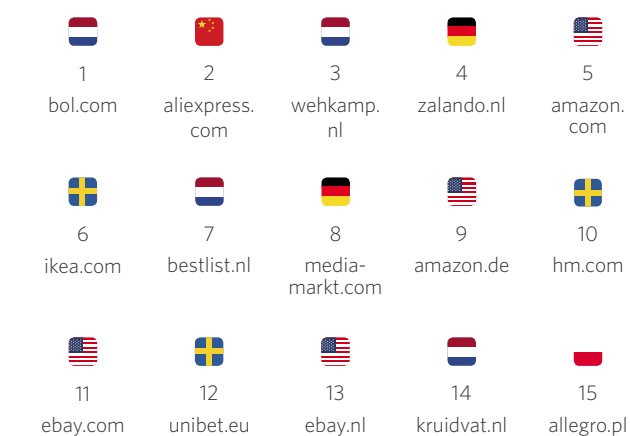 1
bol.com
2
aliexpress.
com
3
wehkamp.
nl
4
zalando.nl
5
amazon.
com
6
ikea.com
7
bestlist.nl
8
media-
markt.com
9
amazon.de
10
hm.com
11
ebay.com
12
unibet.eu
13
ebay.nl
14
kruidvat.nl
15
allegro.pl